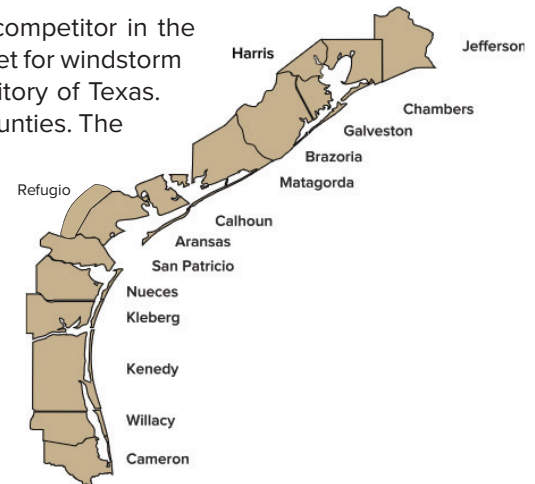 competitor in the
et for windstorm
itory of Texas.
unties. The
Harris
Jefferson
Chambers
Galveston
Brazoria
Matagorda
Refugio
Calhoun
Aransas
San Patricio
Nueces
Kleberg
Kenedy
Willacy
Cameron